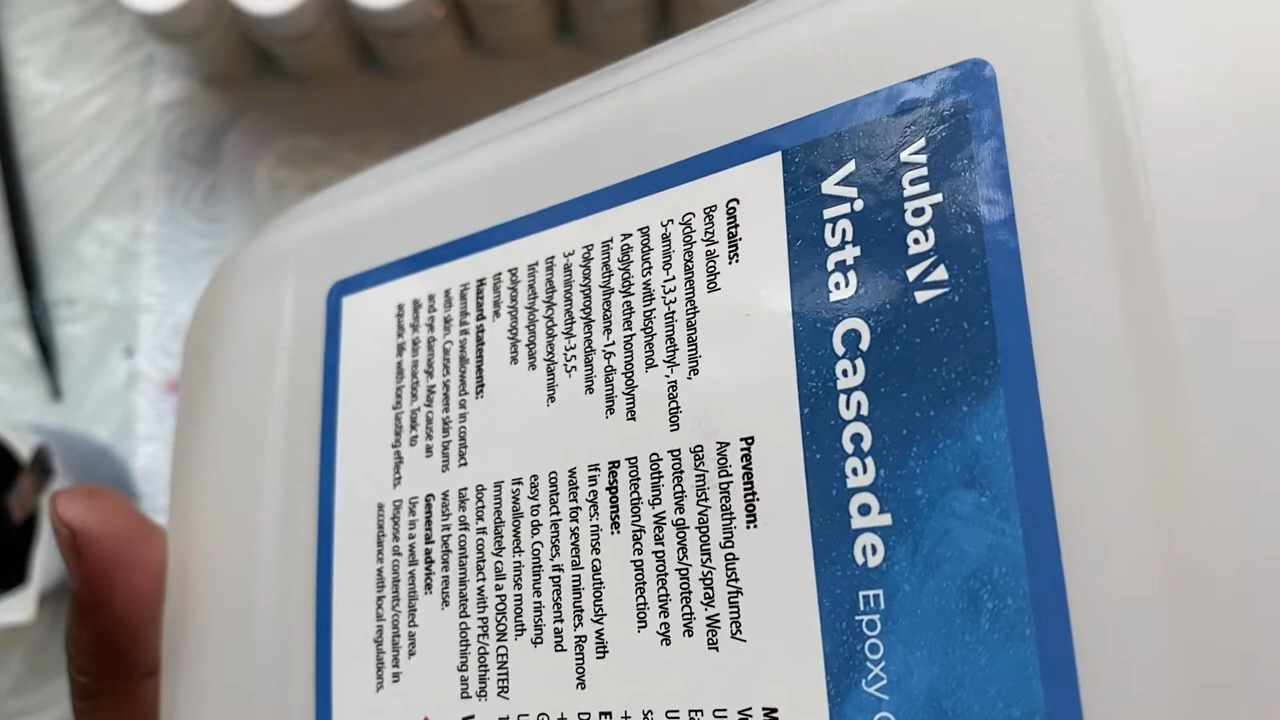 vuba
Vista Cascade Epoxy
Contains:
Benzyl alcohol
Cyclohexanemethanamine,
5-amino-1,3,3-trimethyl-, reaction
products with bisphenol.
A diglycidyl ether homopolymer
Trimethylhexane-1,6-diamine.
Polyoxypropylenediamine
3-aminomethyl-3,5,5-
trimethylcyclohexylamine.
Trimethylolpropane
polyoxypropylene
triamine.
Hazard statements:
Harmful if swallowed or in contact
with skin. Causes severe skin burns
and eye damage. May cause an
allergic skin reaction. Toxic to
aquatic life with long lasting effects.
Prevention:
Avoid breathing dust/fumes/
gas/mist/vapours/spray. Wear
protective gloves/protective
clothing. Wear protective eye
protection/face protection.
Response:
If in eyes: rinse cautiously with
water for several minutes. Remove
contact lenses, if present and
easy to do. Continue rinsing.
If swallowed: rinse mouth.
Immediately call a POISON CENTER/
doctor. If contact with PPE/clothing:
take off contaminated clothing and
wash it before reuse.
General advice:
Use in a well ventilated area.
Dispose of contents/container in
accordance with local regulations.